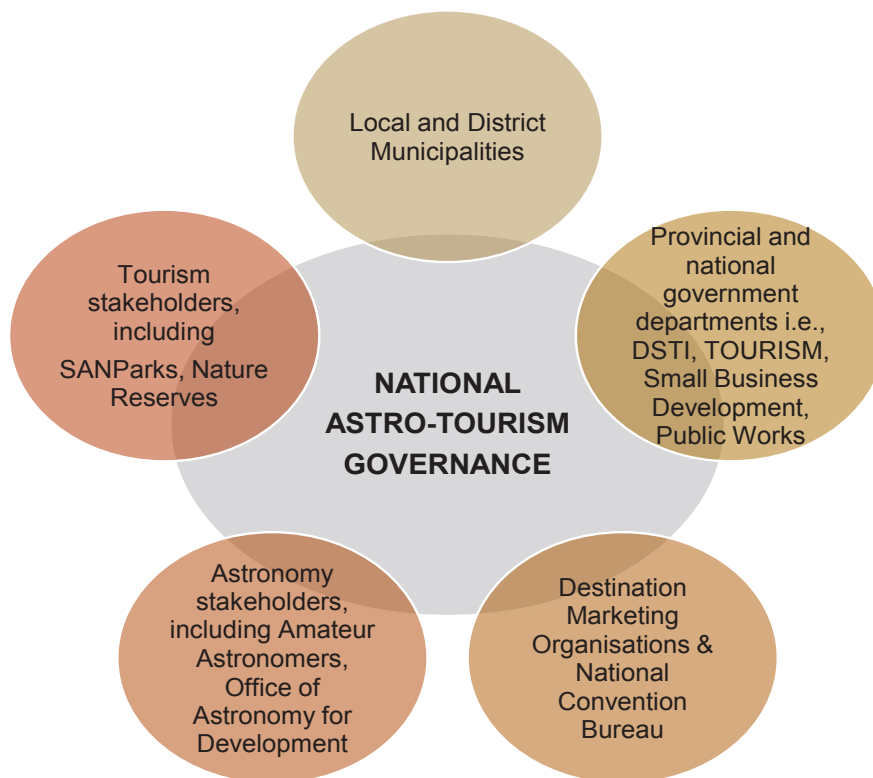 Local and District
Municipalities
Provincial and
national
government
departments i.e.,
DSTI, TOURISM,
Small Business
Development,
Public Works
Tourism
stakeholders,
including
SANParks, Nature
Reserves
NATIONAL
ASTRO-TOURISM
GOVERNANCE
Astronomy
stakeholders,
including Amateur
Astronomers,
Office of
Astronomy for
Development
Destination
Marketing
Organisations &
National
Convention
Bureau